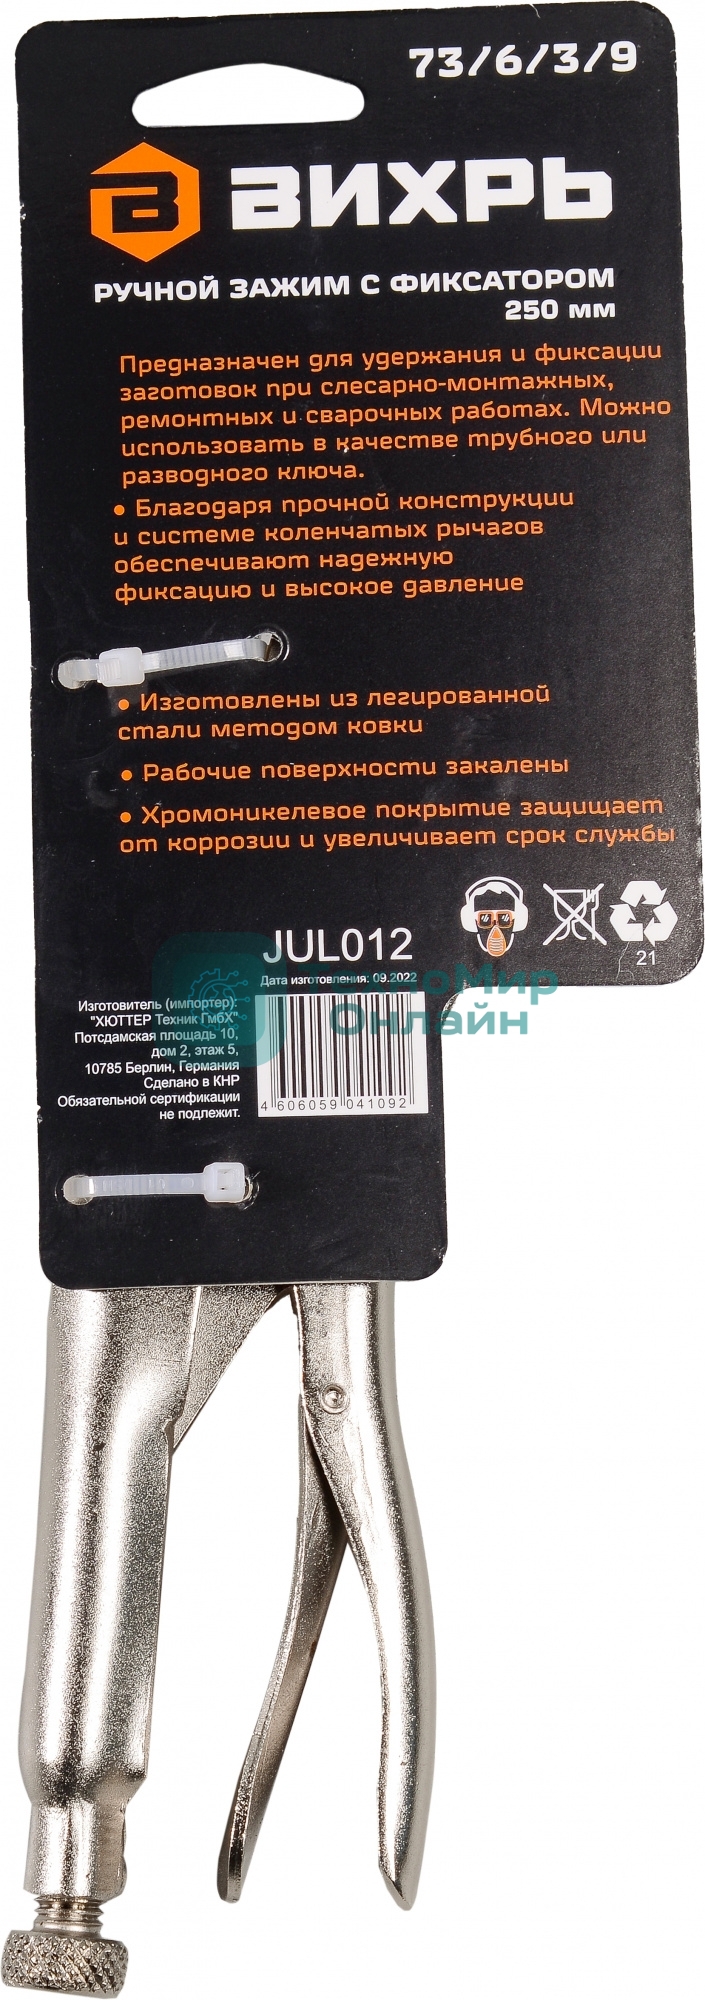 73/6/3/9
ВИХРЬ
РУЧНОЙ ЗАЖИМ С ФИКСАТОРОМ
250 мм
Предназначен для удержания и фиксации
заготовок при слесарно-монтажных,
ремонтных и сварочных работах. Можно
использовать в качестве трубного или
разводного ключа.
• Благодаря прочной конструкции
и системе коленчатых рычагов
обеспечивают надежную
фиксацию и высокое давление
• Изготовлены из легированной
стали методом ковки
• Рабочие поверхности закалены
• Хромоникелевое покрытие защищает
от коррозии и увеличивает срок службы
21
JUL012
Дата изготовления: 09.2022
ТехноМир
Онлайн
Изготовитель (импортер):
"ХЮТТЕР Техник ГмбХ"
Потсдамская площадь 10,
дом 2, этаж 5,
10785 Берлин, Германия
Сделано в КНР
Обязательной сертификации
не подлежит.
4 606059 041092